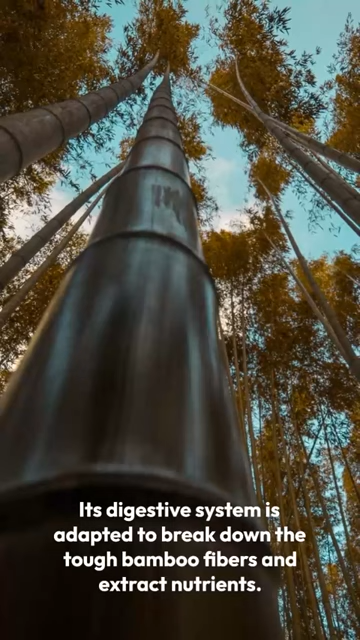 Its digestive system is
adapted to break down the
tough bamboo fibers and
extract nutrients.